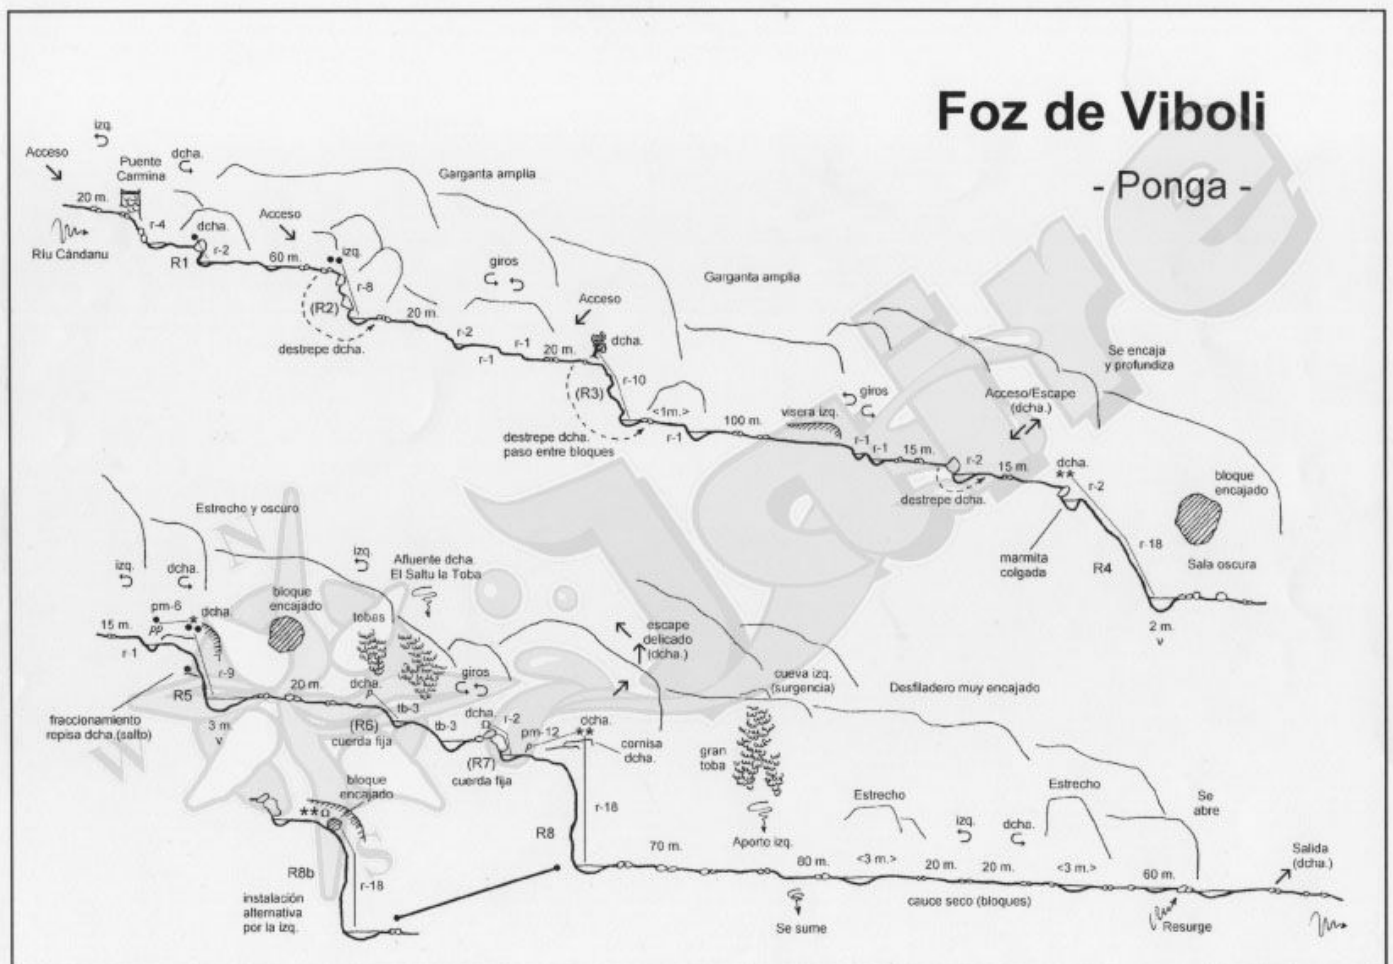 Foz de Viboli
- Ponga -
izq.
Acceso
Puente
Carmina
dcha.
20 m.
r-4
Ríu Cándanu
R1
dcha.
r-2
Garganta amplia
Acceso
60 m.
izq.
r-8
(R2)
destrepe dcha.
20 m.
giros
r-2
r-1
r-1
20 m.
Acceso
dcha.
(R3)
r-10
destrepe dcha.
paso entre bloques
<1m.>
r-1
Garganta amplia
100 m.
visera izq.
giros
r-1
r-1
15 m.
r-2
destrepe dcha.
15 m.
Acceso/Escape
(dcha.)
Se encaja
y profundiza
dcha.
**
r-2
marmita
colgada
R4
r-18
bloque
encajado
Sala oscura
2 m.
v
Estrecho y oscuro
izq.
dcha.
pm-6
pp
dcha.
*
15 m.
r-1
R5
r-9
fraccionamiento
repisa dcha.(salto)
3 m.
v
bloque
encajado
20 m.
izq.
tobas
dcha.
p
(R6)
cuerda fija
Afluente dcha.
El Saltu la Toba
tb-3
tb-3
giros
dcha.
Ω
r-2
(R7)
cuerda fija
pm-12
p
dcha.
**
cornisa
dcha.
r-18
R8
escape
delicado
(dcha.)
bloque
encajado
**Ω
R8b
r-18
instalación
alternativa
por la izq.
70 m.
cueva izq.
(surgencia)
gran
toba
Aporte izq.
Desfiladero muy encajado
80 m.
Se sume
Estrecho
<3 m.>
20 m.
izq.
20 m.
dcha.
cauce seco (bloques)
Estrecho
<3 m.>
60 m.
Se
abre
Resurge
Salida
(dcha.)
N
W
S
Jaire